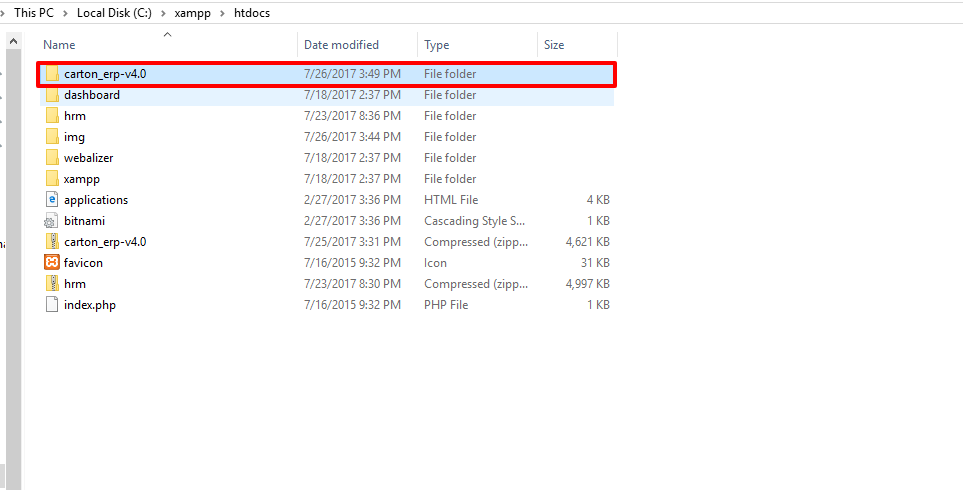 This PC > Local Disk (C:) > xampp > htdocs
Name Date modified Type Size
carton_erp-v4.0 7/26/2017 3:49 PM File folder
dashboard 7/18/2017 2:37 PM File folder
hrm 7/23/2017 8:36 PM File folder
img 7/26/2017 3:44 PM File folder
webalizer 7/18/2017 2:37 PM File folder
xampp 7/18/2017 2:37 PM File folder
applications 2/27/2017 3:36 PM HTML File 4 KB
bitnami 2/27/2017 3:36 PM Cascading Style S... 1 KB
carton_erp-v4.0 7/25/2017 3:31 PM Compressed (zipp... 4,621 KB
favicon 7/16/2015 9:32 PM Icon 31 KB
hrm 7/23/2017 8:30 PM Compressed (zipp... 4,997 KB
index.php 7/16/2015 9:32 PM PHP File 1 KB